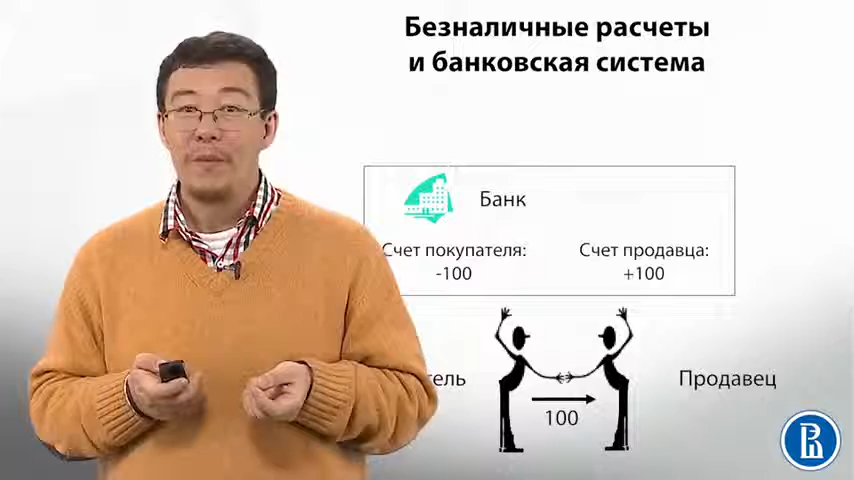 Безналичные расчеты
и банковская система
Банк
Счет покупателя:
-100
Счет продавца:
+100
тель
Продавец
100